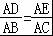 AD/AB = AE/AC